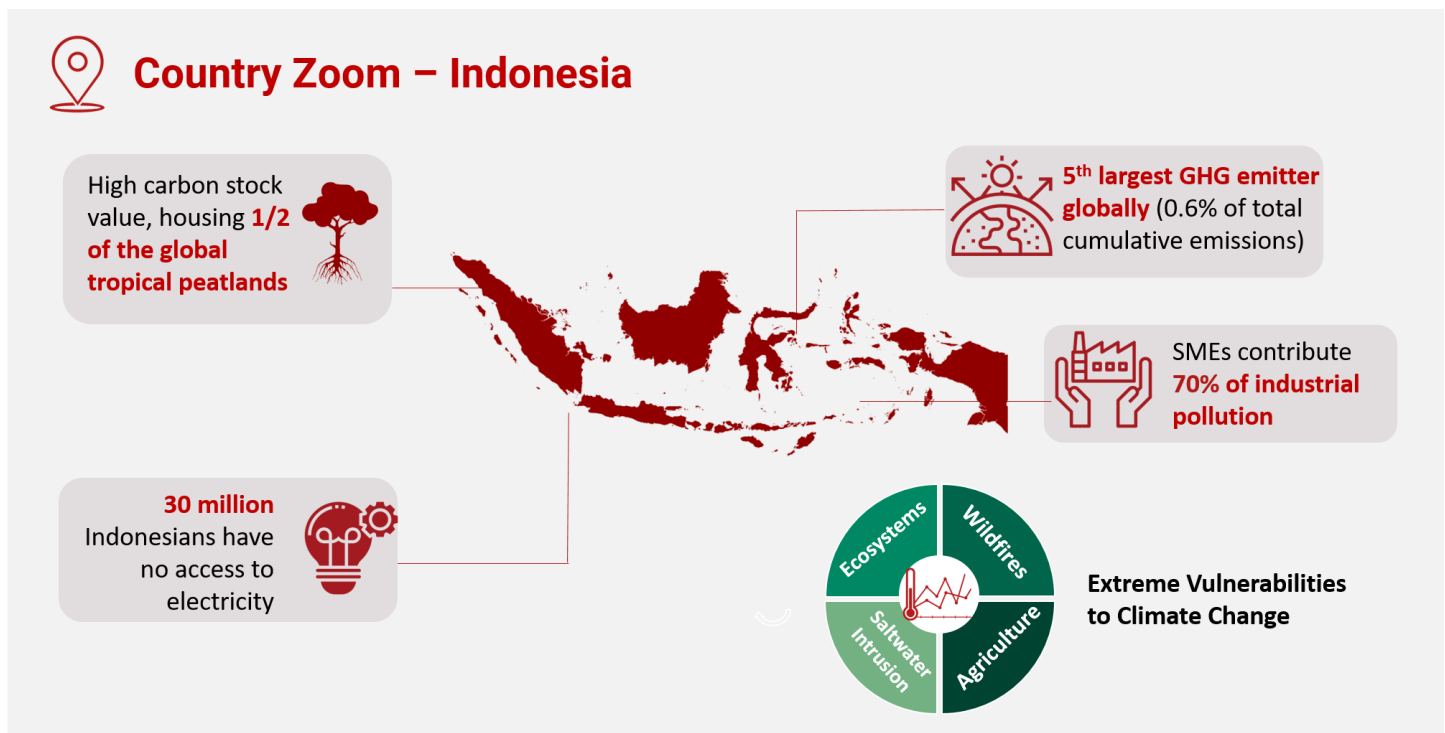 Country Zoom – Indonesia
High carbon stock
value, housing 1/2
of the global
tropical peatlands
5th largest GHG emitter
globally (0.6% of total
cumulative emissions)
SMEs contribute
70% of industrial
pollution
30 million
Indonesians have
no access to
electricity
Ecosystems
Wildfires
Saltwater
Intrusion
Agriculture
Extreme Vulnerabilities
to Climate Change